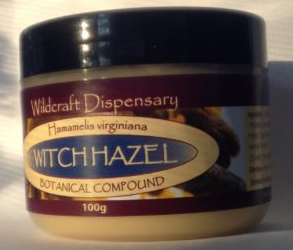 Wildcraft Dispensary
Hamamelis virginiana
WITCH HAZEL
BOTANICAL COMPOUND
100g